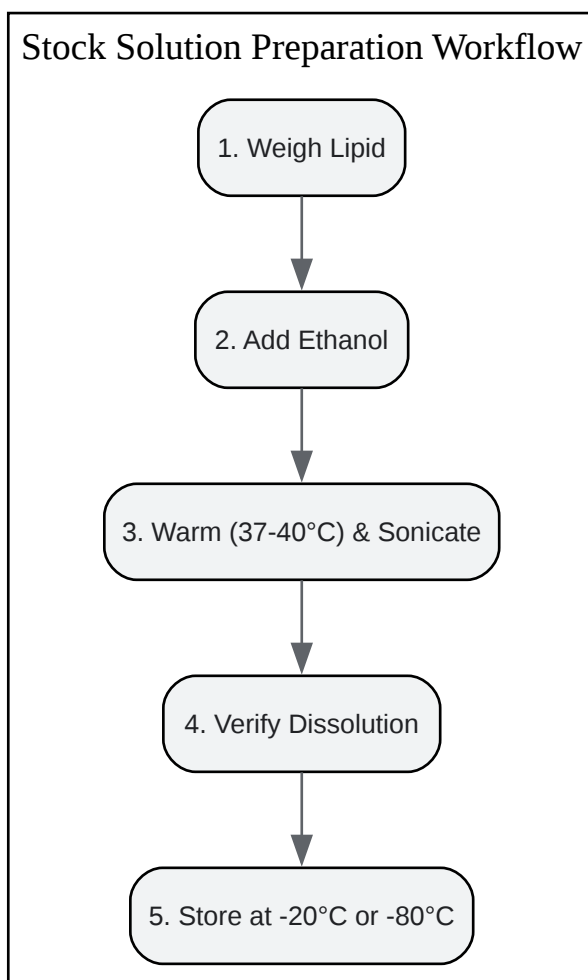 Stock Solution Preparation Workflow
1. Weigh Lipid
2. Add Ethanol
3. Warm (37-40°C) & Sonicate
4. Verify Dissolution
5. Store at -20°C or -80°C